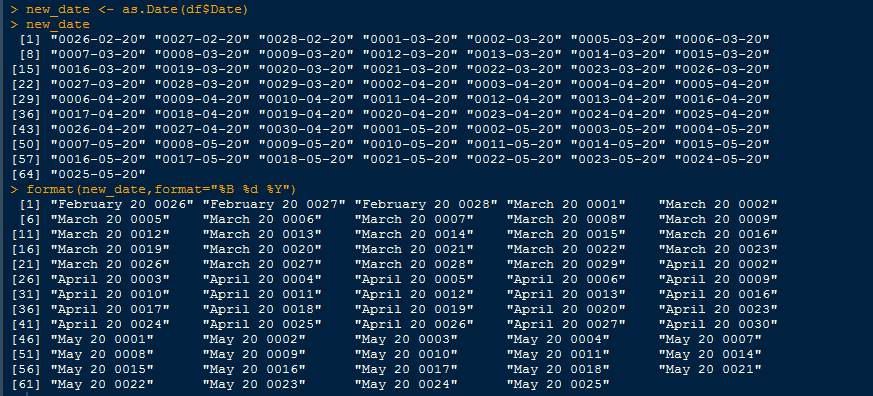 > new_date <- as.Date(df$Date)
> new_date
[1] "0026-02-20" "0027-02-20" "0028-02-20" "0001-03-20" "0002-03-20" "0005-03-20" "0006-03-20"
[8] "0007-03-20" "0008-03-20" "0009-03-20" "0012-03-20" "0013-03-20" "0014-03-20" "0015-03-20"
[15] "0016-03-20" "0019-03-20" "0020-03-20" "0021-03-20" "0022-03-20" "0023-03-20" "0026-03-20"
[22] "0027-03-20" "0028-03-20" "0029-03-20" "0002-04-20" "0003-04-20" "0004-04-20" "0005-04-20"
[29] "0006-04-20" "0009-04-20" "0010-04-20" "0011-04-20" "0012-04-20" "0013-04-20" "0016-04-20"
[36] "0017-04-20" "0018-04-20" "0019-04-20" "0020-04-20" "0023-04-20" "0024-04-20" "0025-04-20"
[43] "0026-04-20" "0027-04-20" "0030-04-20" "0001-05-20" "0002-05-20" "0003-05-20" "0004-05-20"
[50] "0007-05-20" "0008-05-20" "0009-05-20" "0010-05-20" "0011-05-20" "0014-05-20" "0015-05-20"
[57] "0016-05-20" "0017-05-20" "0018-05-20" "0021-05-20" "0022-05-20" "0023-05-20" "0024-05-20"
[64] "0025-05-20"
> format(new_date,format="%B %d %Y")
[1] "February 20 0026" "February 20 0027" "February 20 0028" "March 20 0001" "March 20 0002"
[6] "March 20 0005" "March 20 0006" "March 20 0007" "March 20 0008" "March 20 0009"
[11] "March 20 0012" "March 20 0013" "March 20 0014" "March 20 0015" "March 20 0016"
[16] "March 20 0019" "March 20 0020" "March 20 0021" "March 20 0022" "March 20 0023"
[21] "March 20 0026" "March 20 0027" "March 20 0028" "March 20 0029" "April 20 0002"
[26] "April 20 0003" "April 20 0004" "April 20 0005" "April 20 0006" "April 20 0009"
[31] "April 20 0010" "April 20 0011" "April 20 0012" "April 20 0013" "April 20 0016"
[36] "April 20 0017" "April 20 0018" "April 20 0019" "April 20 0020" "April 20 0023"
[41] "April 20 0024" "April 20 0025" "April 20 0026" "April 20 0027" "April 20 0030"
[46] "May 20 0001" "May 20 0002" "May 20 0003" "May 20 0004" "May 20 0007"
[51] "May 20 0008" "May 20 0009" "May 20 0010" "May 20 0011" "May 20 0014"
[56] "May 20 0015" "May 20 0016" "May 20 0017" "May 20 0018" "May 20 0021"
[61] "May 20 0022" "May 20 0023" "May 20 0024" "May 20 0025"